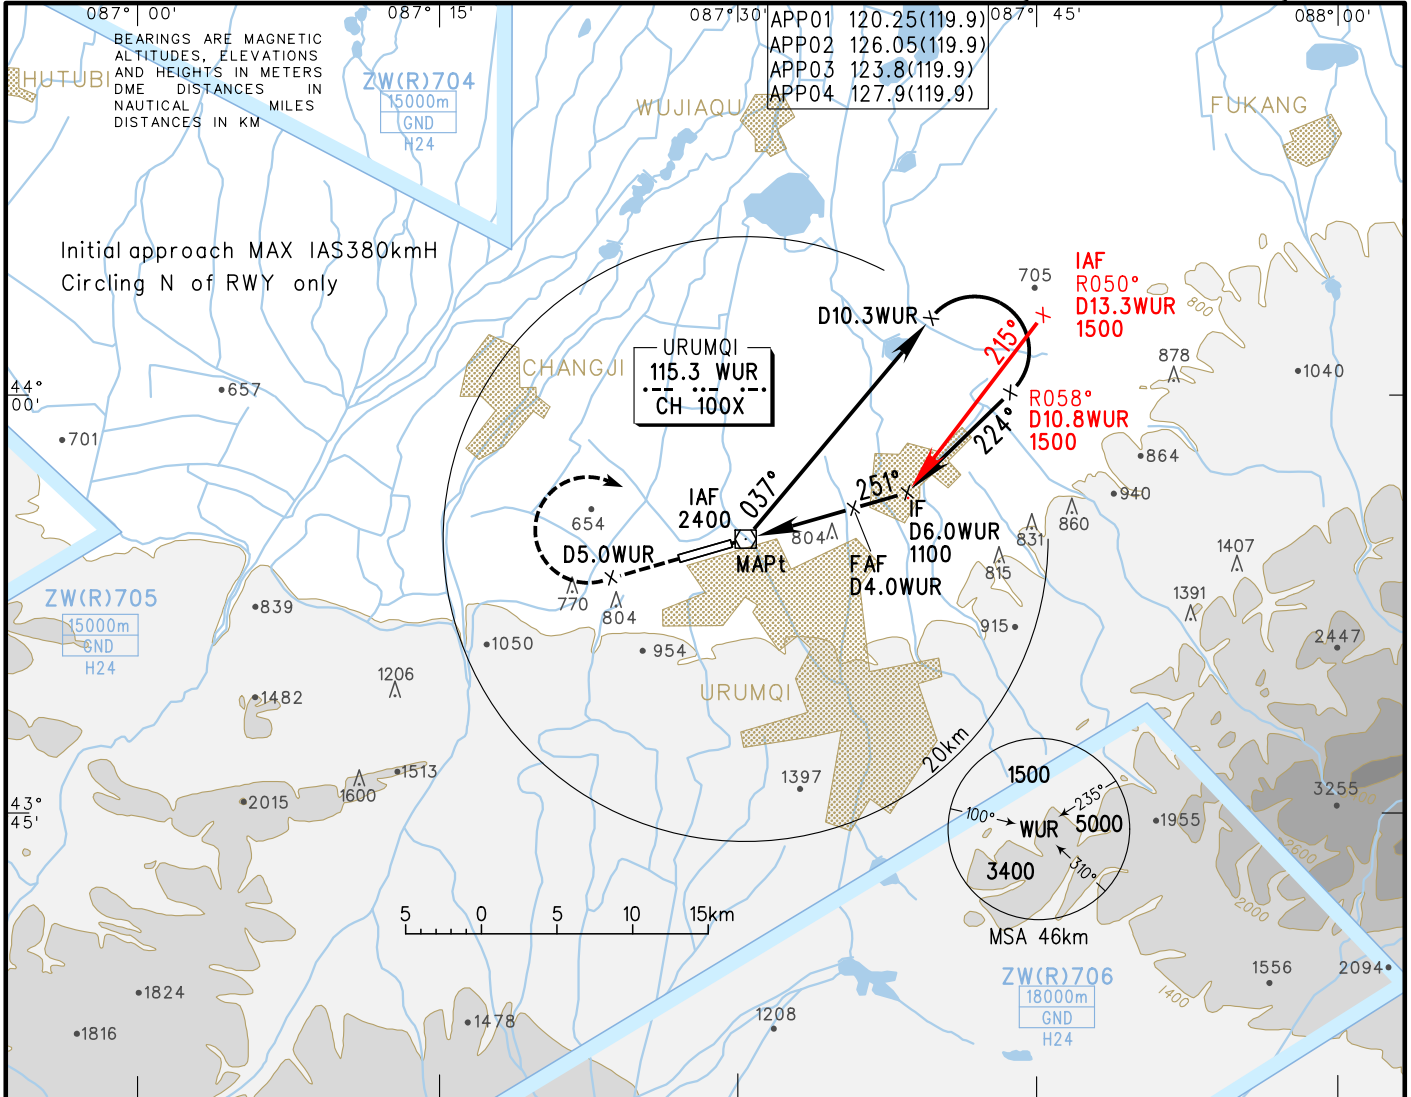 087° 00'
087° 15'
087° 30'
087° 45'
088° 00'
APP01 120.25(119.9)
APP02 126.05(119.9)
APP03 123.8(119.9)
APP04 127.9(119.9)
BEARINGS ARE MAGNETIC
ALTITUDES, ELEVATIONS
AND HEIGHTS IN METERS
DME DISTANCES IN
NAUTICAL MILES
DISTANCES IN KM
HUTUBI
ZW(R)704
15000m
GND
H24
WUJIAQU
FUKANG
Initial approach MAX IAS380kmH
Circling N of RWY only
705
IAF
R050°
D13.3WUR
1500
800
D10.3WUR
215°
URUMQI
115.3 WUR
CH 100X
CHANGJI
878
1040
44°
00'
657
R058°
D10.8WUR
1500
224°
701
864
940
251°
037°
IAF
2400
654
804
IF
D6.0WUR
1100
831
860
D5.0WUR
MAPt
FAF
D4.0WUR
815
1407
1391
770
804
ZW(R)705
15000m
GND
H24
839
915
2447
1050
954
1206
1482
URUMQI
20km
1513
1600
2015
1397
43°
45'
1500
235°
100°
WUR
5000
310°
3400
MSA 46km
3255
1955
2600
2000
5 0 5 10 15km
ZW(R)706
18000m
GND
H24
1556
2094
1400
1824
1816
1478
1208